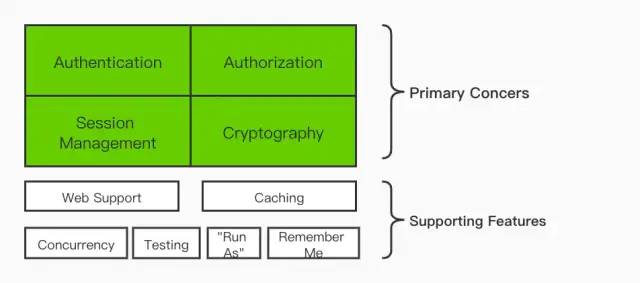 Authentication
Authorization
Session
Management
Cryptography
Primary Concers
Web Support
Caching
Supporting Features
Concurrency
Testing
"Run
As"
Remember
Me